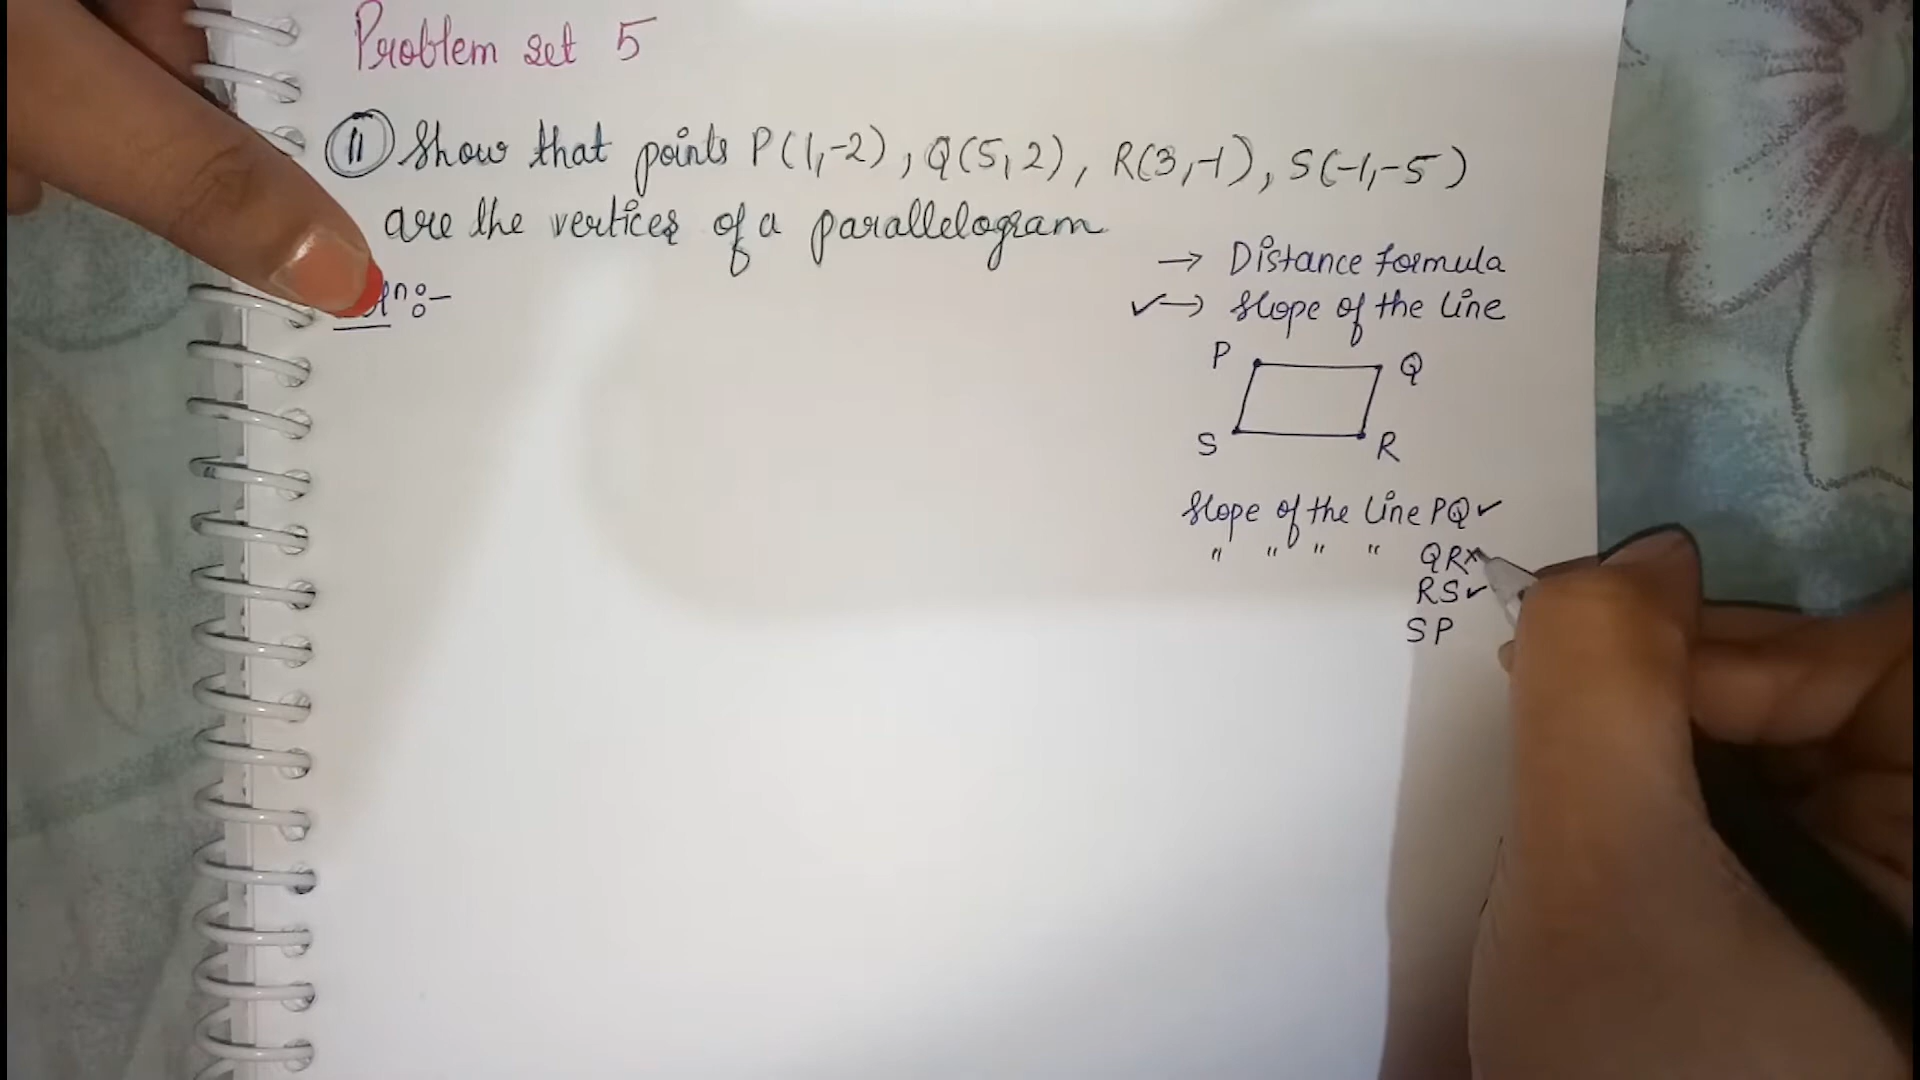 Problem set 5
11 Show that points P(1,-2), Q(5,2), R(3,-1), S(-1,-5)
are the vertices of a parallelogram
→ Distance formula
✓→ Slope of the line
P Q
S R
Slope of the line PQ ✓
" " " " QR×
RS ✓
SP